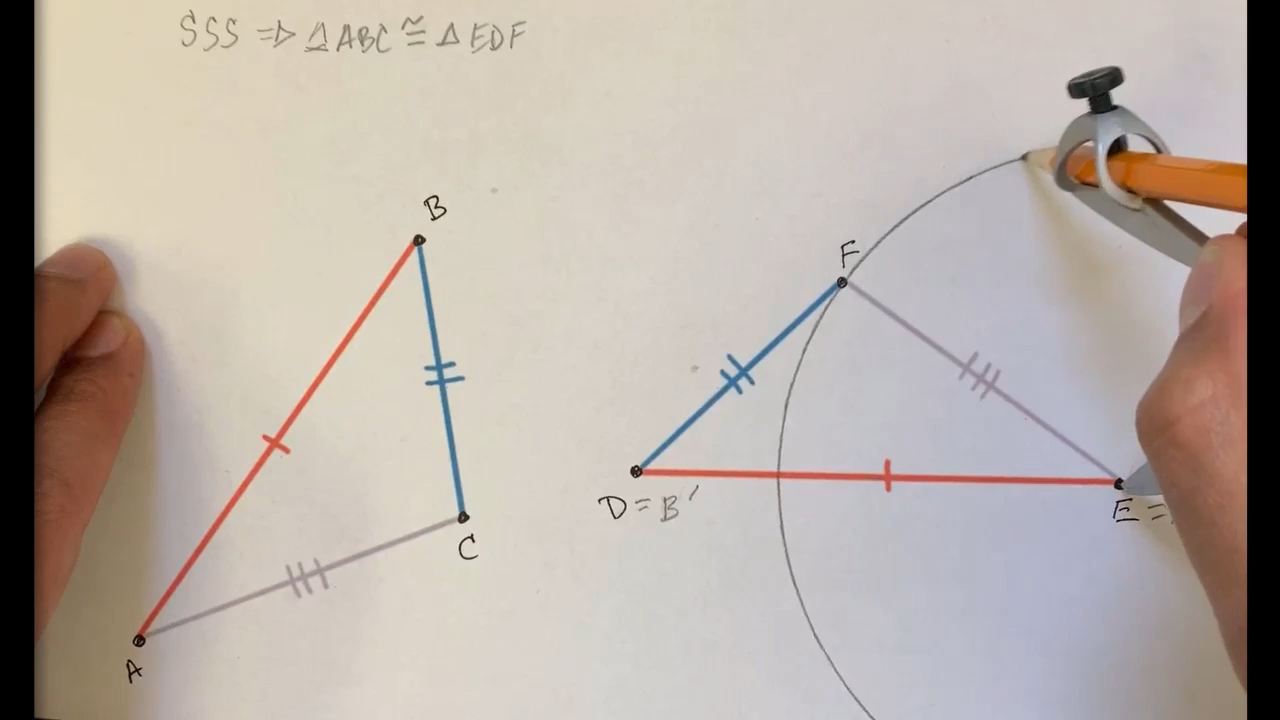 SSS ⇒ △ABC ≅ △EDF
B
F
D = B′
E =
C
A